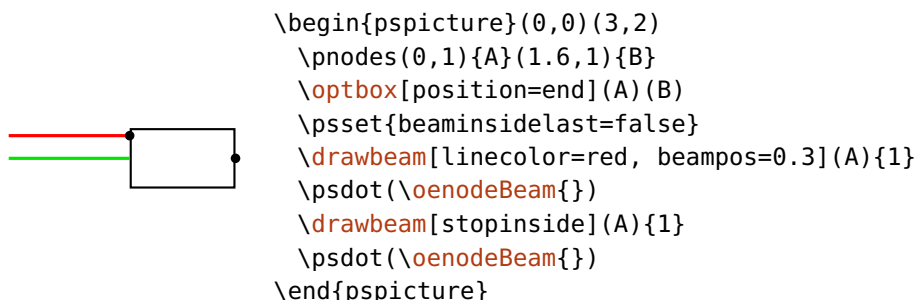 \begin{pspicture}(0,0)(3,2)
\pnodes(0,1){A}(1.6,1){B}
\optbox[position=end](A)(B)
\psset{beaminsidelast=false}
\drawbeam[linecolor=red, beampos=0.3](A){1}
\psdot(\oenodeBeam{})
\drawbeam[stopinside](A){1}
\psdot(\oenodeBeam{})
\end{pspicture}